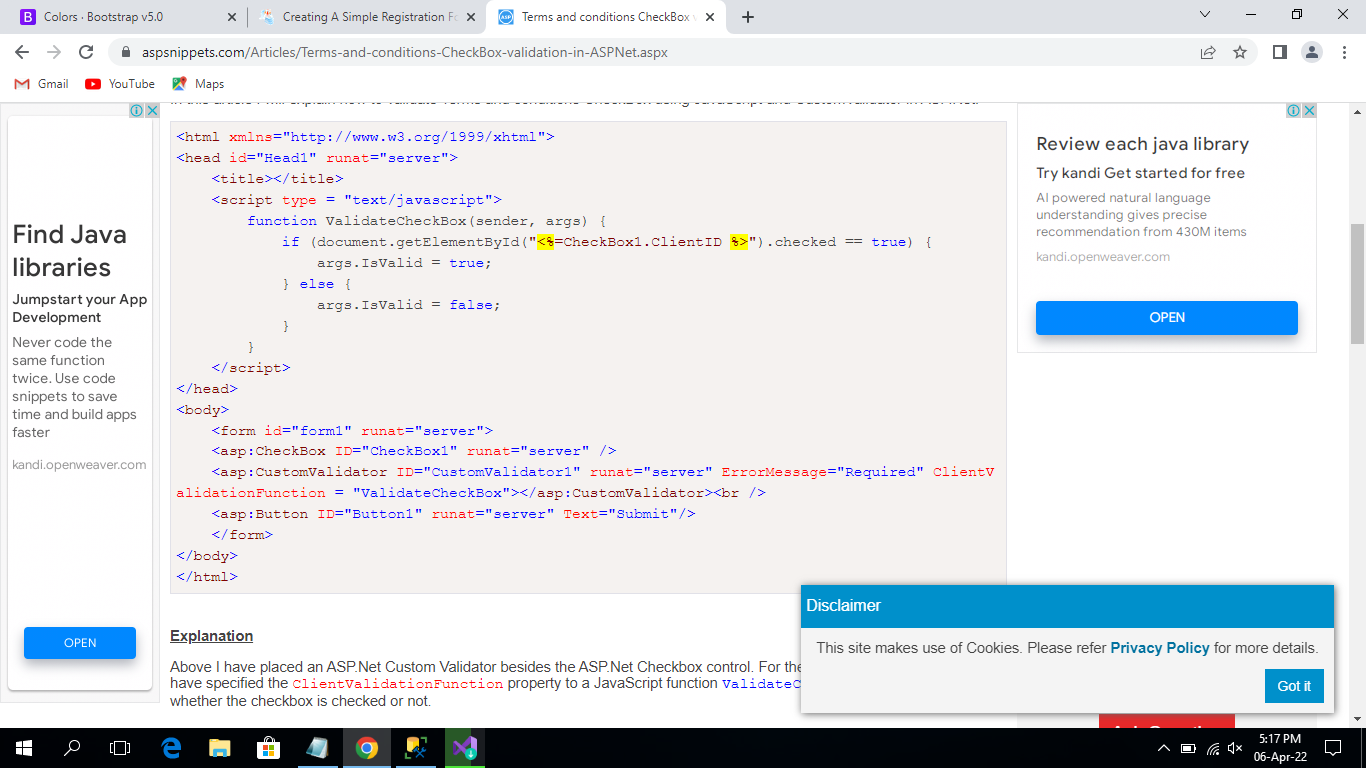 Colors · Bootstrap v5.0
Creating A Simple Registration Fo
Terms and conditions CheckBox v
aspsnippets.com/Articles/Terms-and-conditions-CheckBox-validation-in-ASPNet.aspx
Gmail
YouTube
Maps
Find Java
libraries
Jumpstart your App
Development
Never code the
same function
twice. Use code
snippets to save
time and build apps
faster
kandi.openweaver.com
OPEN
<html xmlns="http://www.w3.org/1999/xhtml">
<head id="Head1" runat="server">
<title></title>
<script type = "text/javascript">
function ValidateCheckBox(sender, args) {
if (document.getElementById("<%=CheckBox1.ClientID %>").checked == true) {
args.IsValid = true;
} else {
args.IsValid = false;
}
}
</script>
</head>
<body>
<form id="form1" runat="server">
<asp:CheckBox ID="CheckBox1" runat="server" />
<asp:CustomValidator ID="CustomValidator1" runat="server" ErrorMessage="Required" ClientV
alidationFunction = "ValidateCheckBox"></asp:CustomValidator><br />
<asp:Button ID="Button1" runat="server" Text="Submit"/>
</form>
</body>
</html>
Explanation
Above I have placed an ASP.Net Custom Validator besides the ASP.Net Checkbox control. For the
have specified the ClientValidationFunction property to a JavaScript function ValidateC
whether the checkbox is checked or not.
Review each java library
Try kandi Get started for free
AI powered natural language
understanding gives precise
recommendation from 430M items
kandi.openweaver.com
OPEN
Disclaimer
This site makes use of Cookies. Please refer Privacy Policy for more details.
Got it
5:17 PM
06-Apr-22